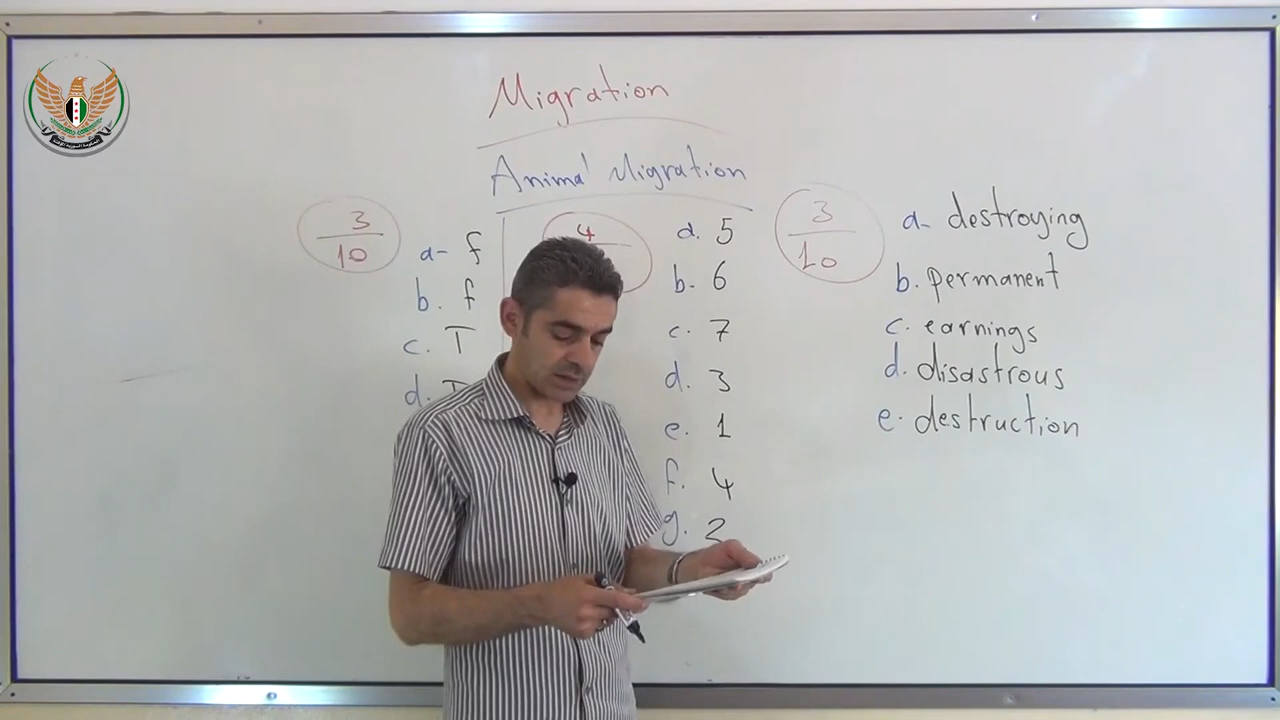 Migration
Animal Migration
3
10
a- f
b. f
c. T
d. T
4
a. 5
b. 6
c. 7
d. 3
e. 1
f. 4
g. 2
3
10
a- destroying
b. permanent
c. earnings
d. disastrous
e. destruction